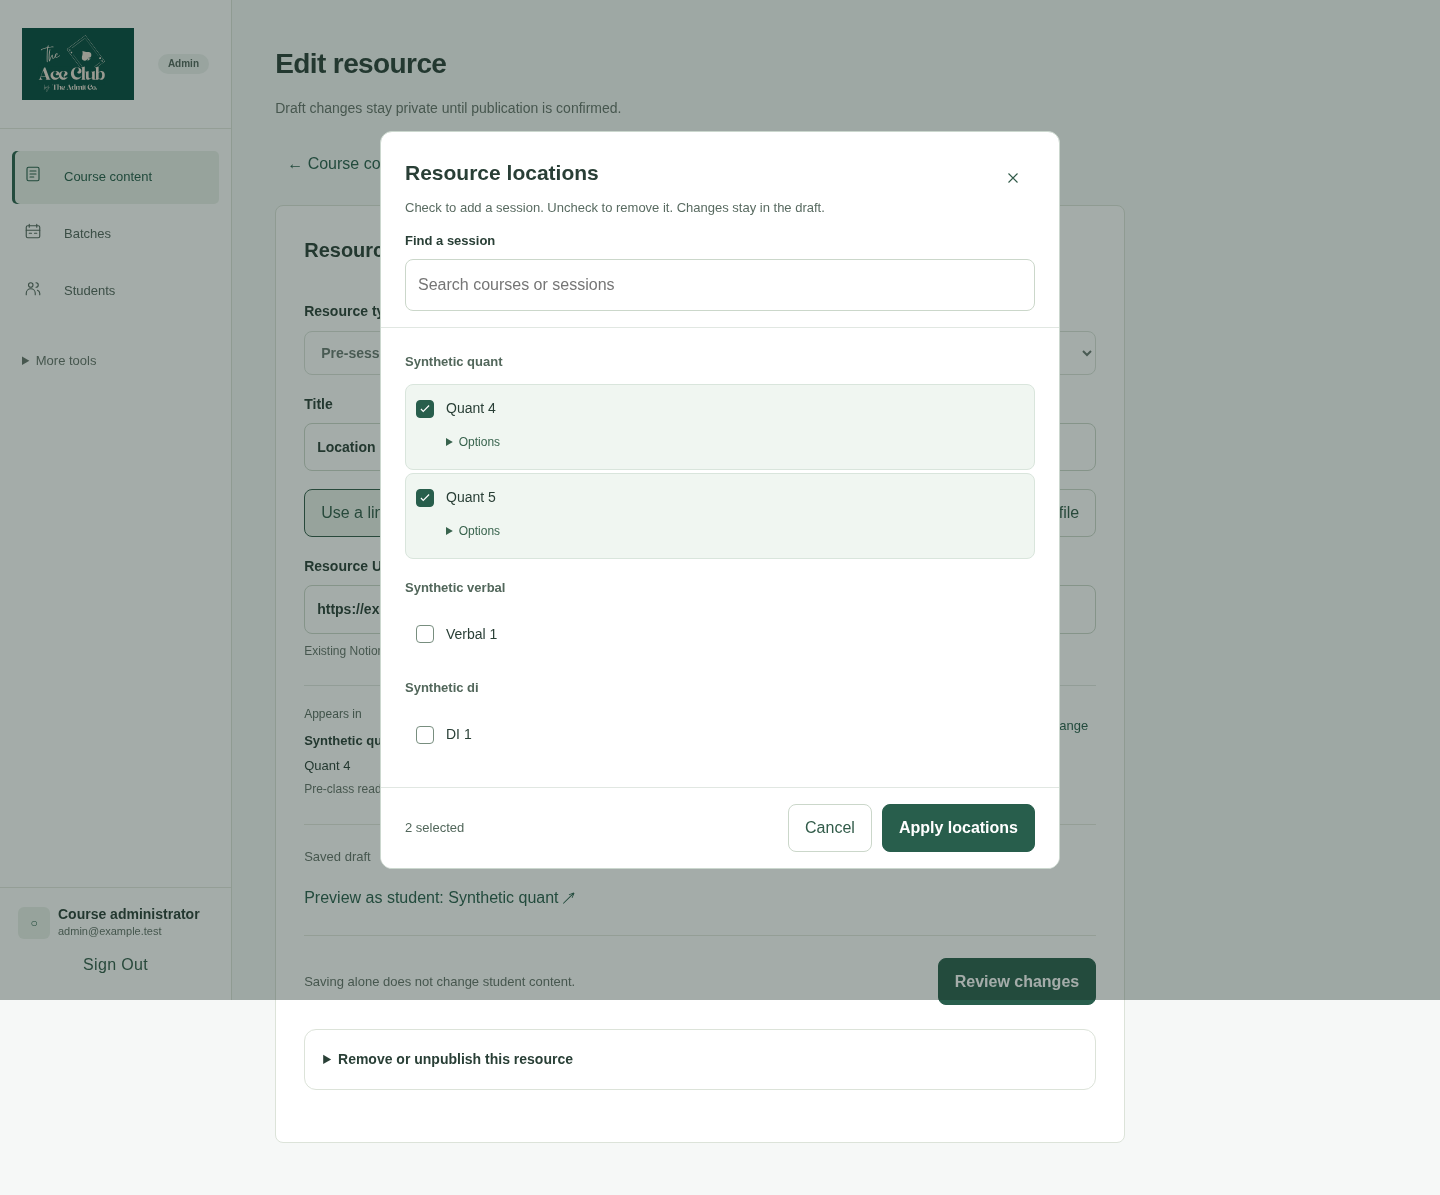 The
Ace Club
by The Admit Co.
Admin
Course content
Batches
Students
More tools
Course administrator
admin@example.test
Sign Out
Edit resource
Draft changes stay private until publication is confirmed.
← Course co
Resourc
Resource ty
Pre-sess
Title
Location
Use a lin
file
Resource U
https://ex
Existing Notion
Appears in
ange
Synthetic qu
Quant 4
Pre-class read
Saved draft
Preview as student: Synthetic quant ↗
Saving alone does not change student content.
Review changes
Remove or unpublish this resource
Resource locations
×
Check to add a session. Uncheck to remove it. Changes stay in the draft.
Find a session
Search courses or sessions
Synthetic quant
Quant 4
Options
Quant 5
Options
Synthetic verbal
Verbal 1
Synthetic di
DI 1
2 selected
Cancel
Apply locations